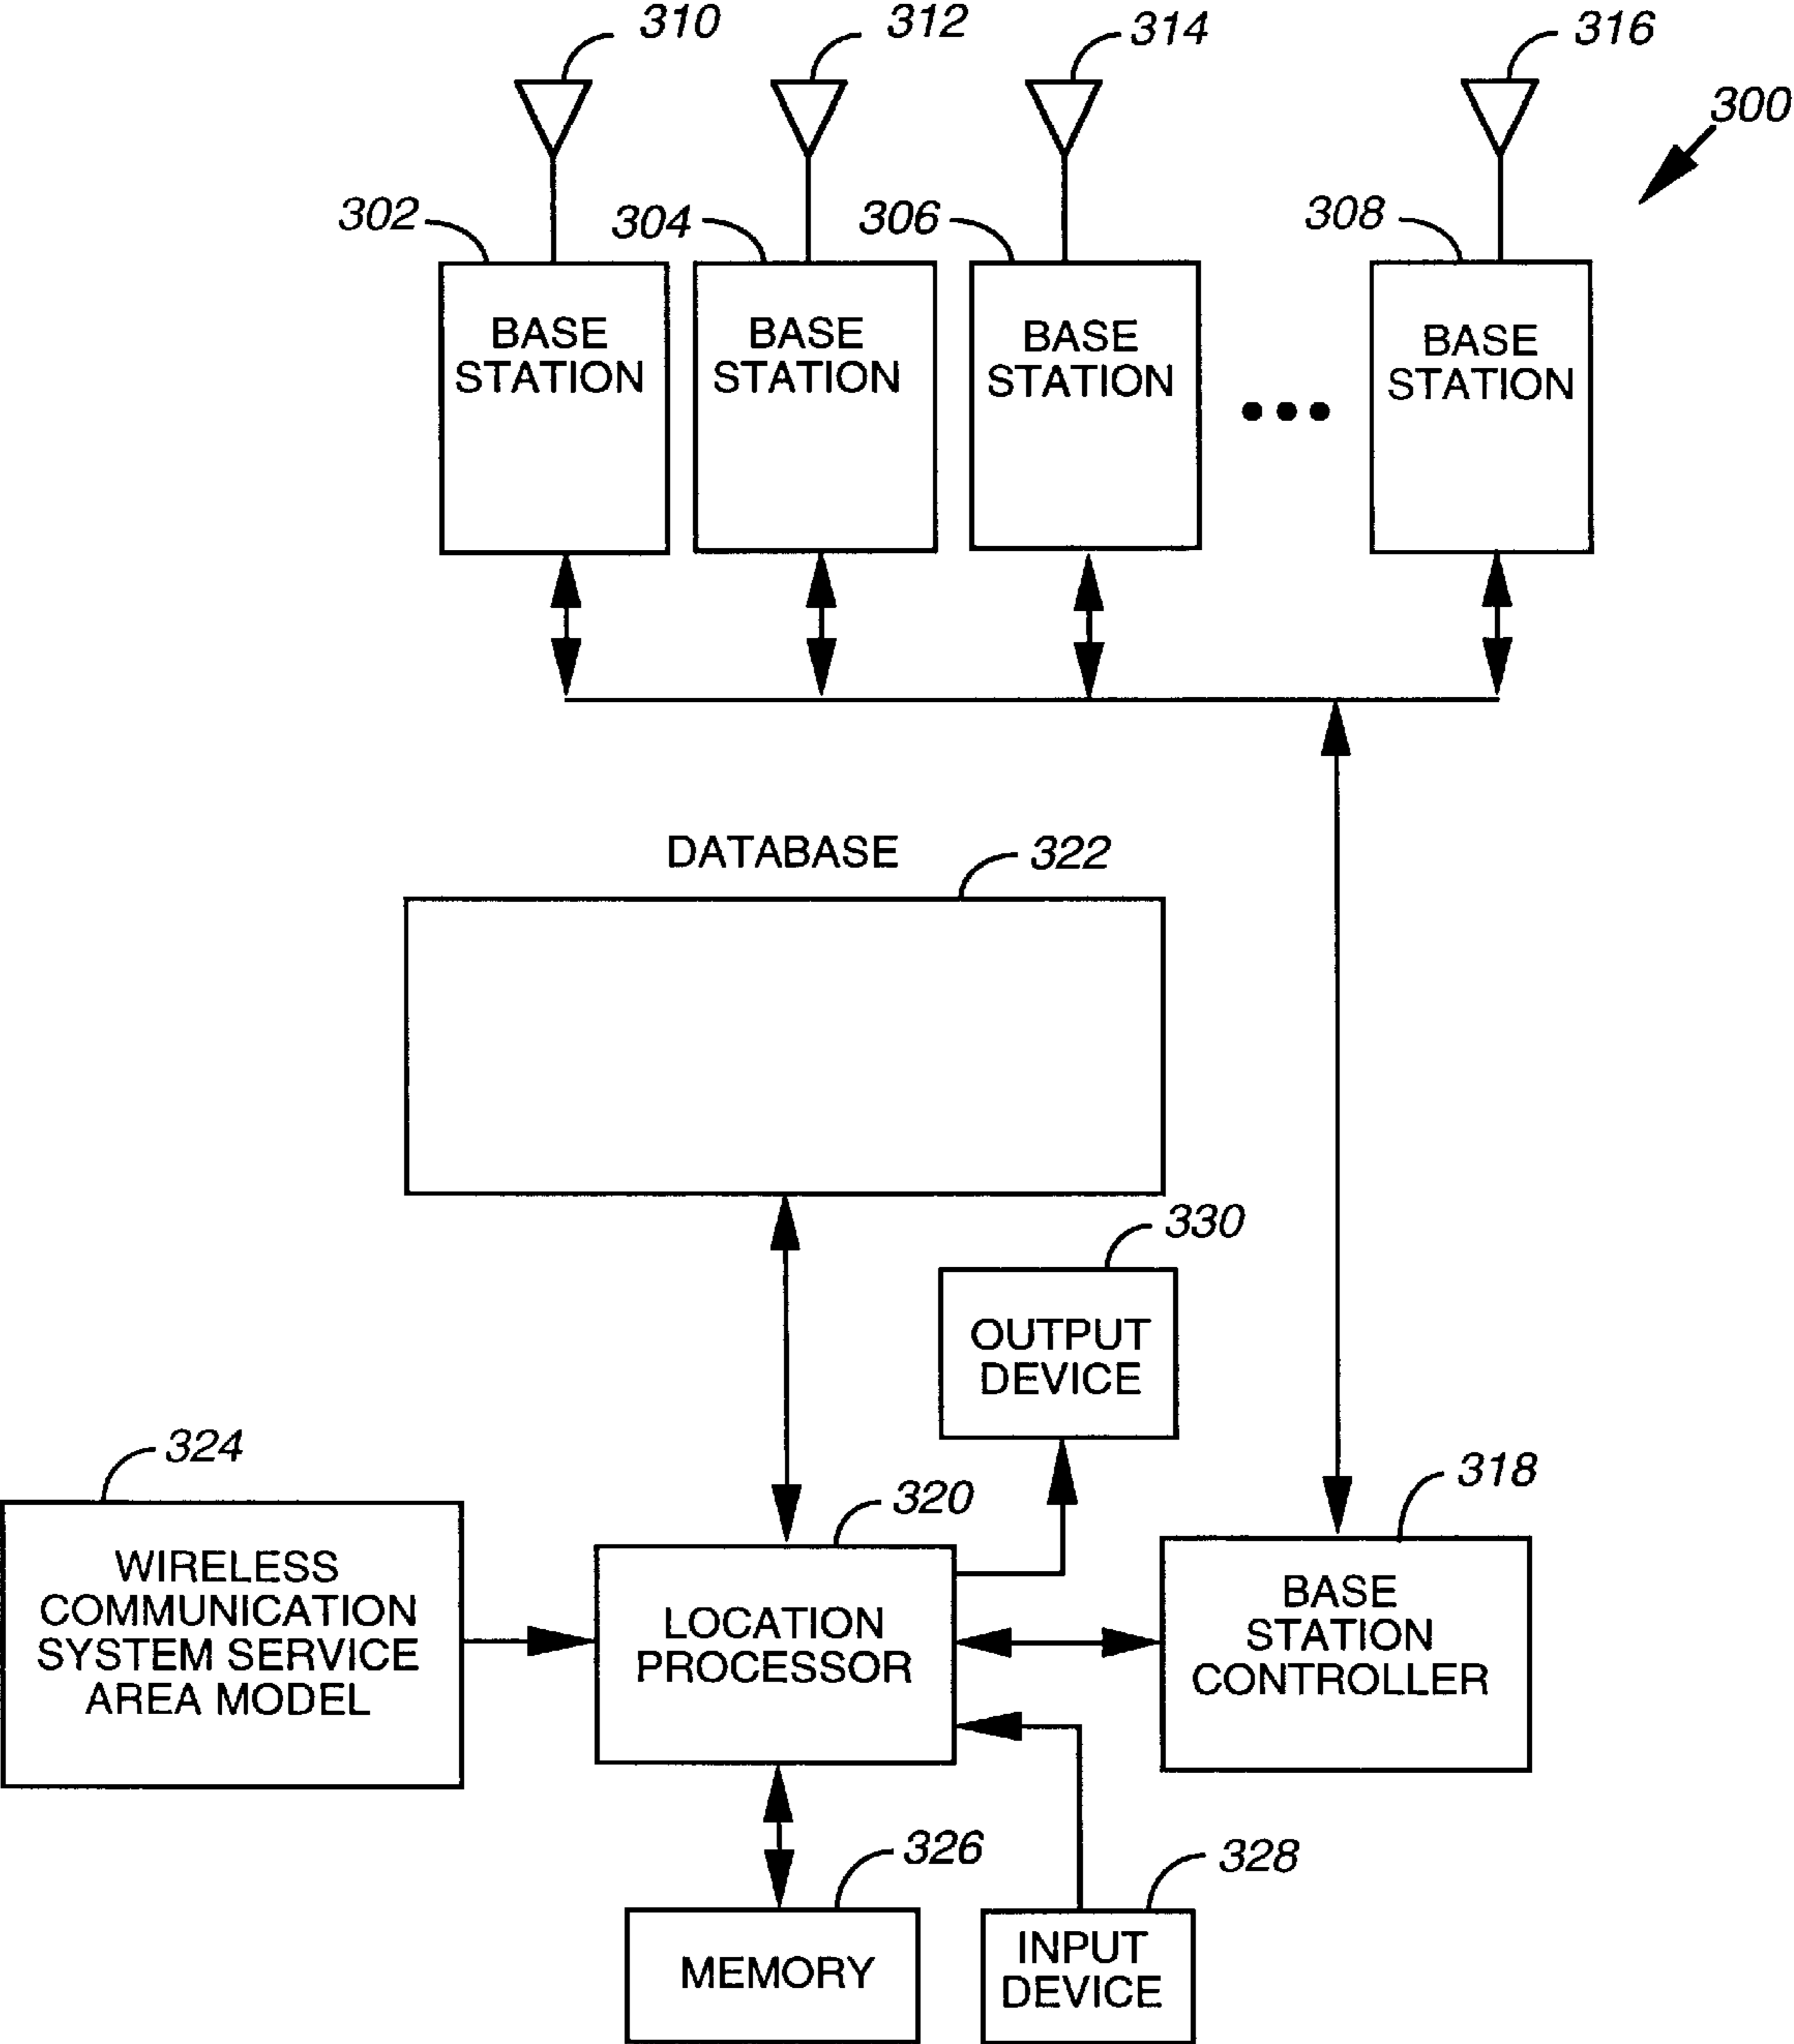 310
312
314
316
300
302
304
306
308
BASE
STATION
BASE
STATION
BASE
STATION
BASE
STATION
DATABASE
322
330
OUTPUT
DEVICE
324
320
318
WIRELESS
COMMUNICATION
SYSTEM SERVICE
AREA MODEL
LOCATION
PROCESSOR
BASE
STATION
CONTROLLER
326
328
MEMORY
INPUT
DEVICE